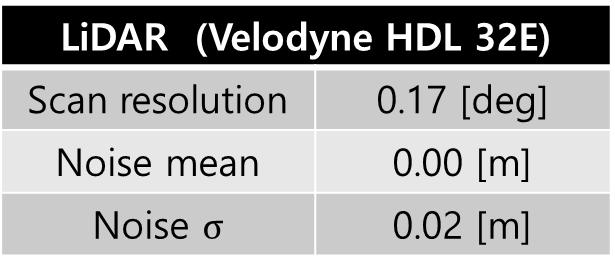 LiDAR (Velodyne HDL 32E)
Scan resolution 0.17 [deg]
Noise mean 0.00 [m]
Noise σ 0.02 [m]